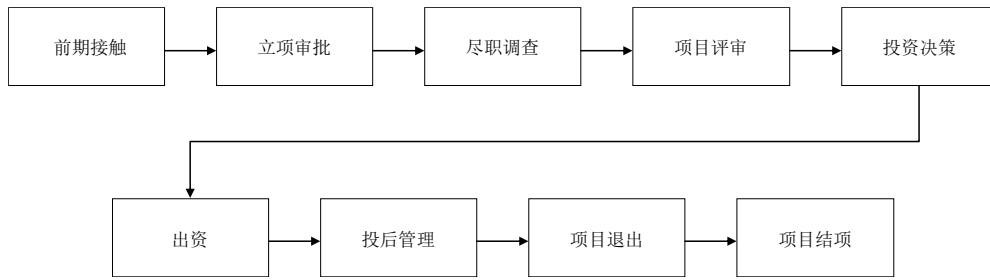 前期接触
立项审批
尽职调查
项目评审
投资决策
出资
投后管理
项目退出
项目结项